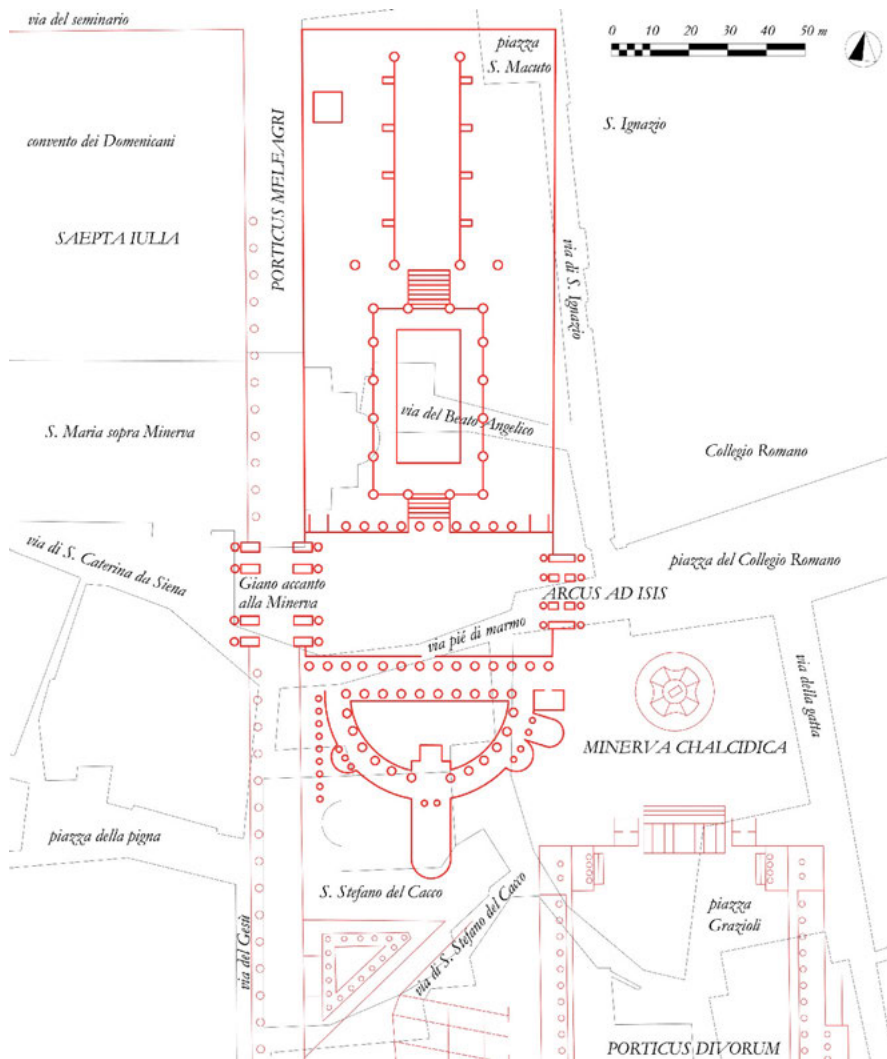 via del seminario
piazza
S. Macuto
0 10 20 30 40 50 m
convento dei Domenicani
S. Ignazio
SAEPTA IULIA
PORTICUS MELEAGRI
via di S. Ignazio
S. Maria sopra Minerva
via del Beato Angelico
Collegio Romano
via di S. Caterina da Siena
piazza del Collegio Romano
Giano accanto
alla Minerva
ARCUS AD ISIS
via pié di marmo
via della gatta
MINERVA CHALCIDICA
piazza della pigna
S. Stefano del Cacco
piazza
Grazioli
via del Gesù
via di S. Stefano del Cacco
PORTICUS DIVORUM